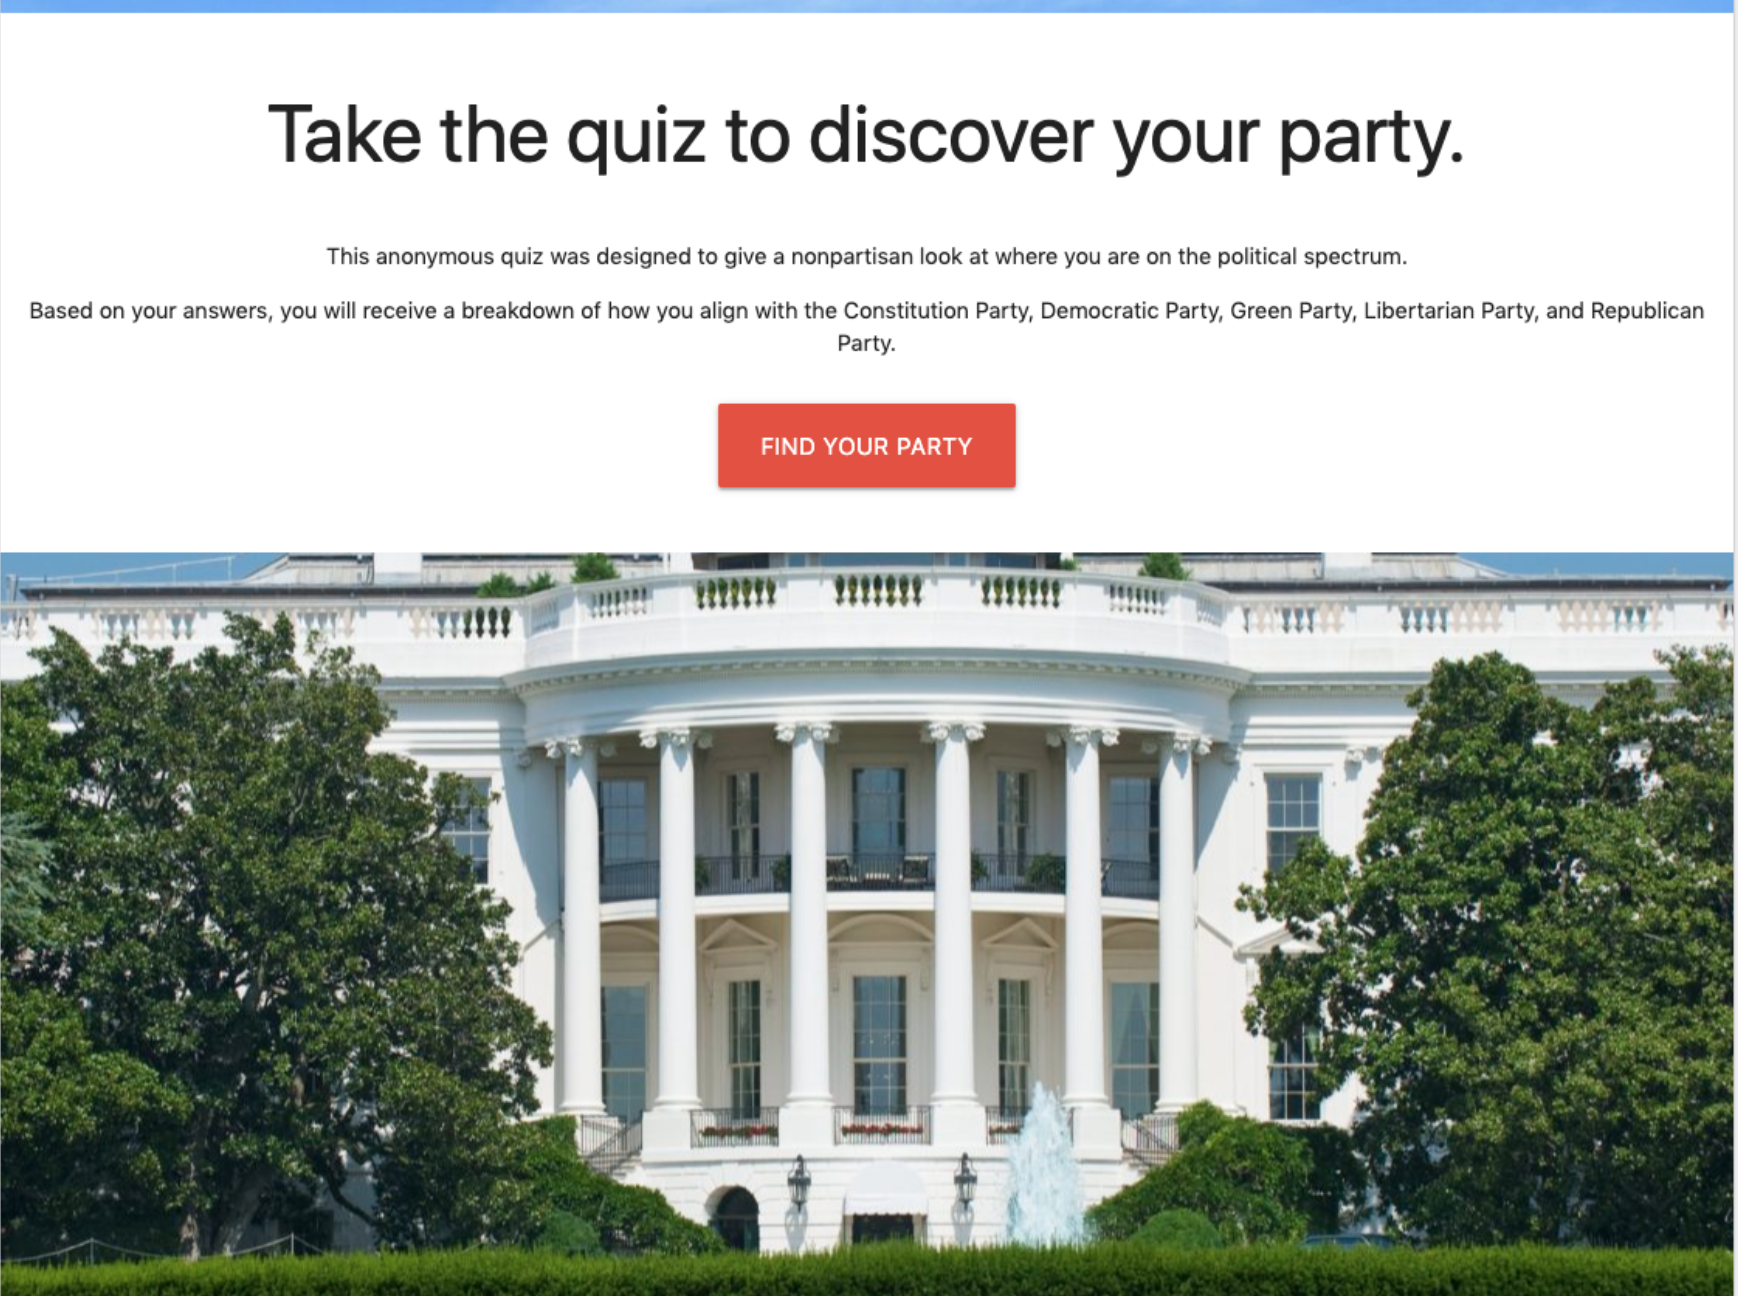 Take the quiz to discover your party.
This anonymous quiz was designed to give a nonpartisan look at where you are on the political spectrum.
Based on your answers, you will receive a breakdown of how you align with the Constitution Party, Democratic Party, Green Party, Libertarian Party, and Republican
Party.
FIND YOUR PARTY